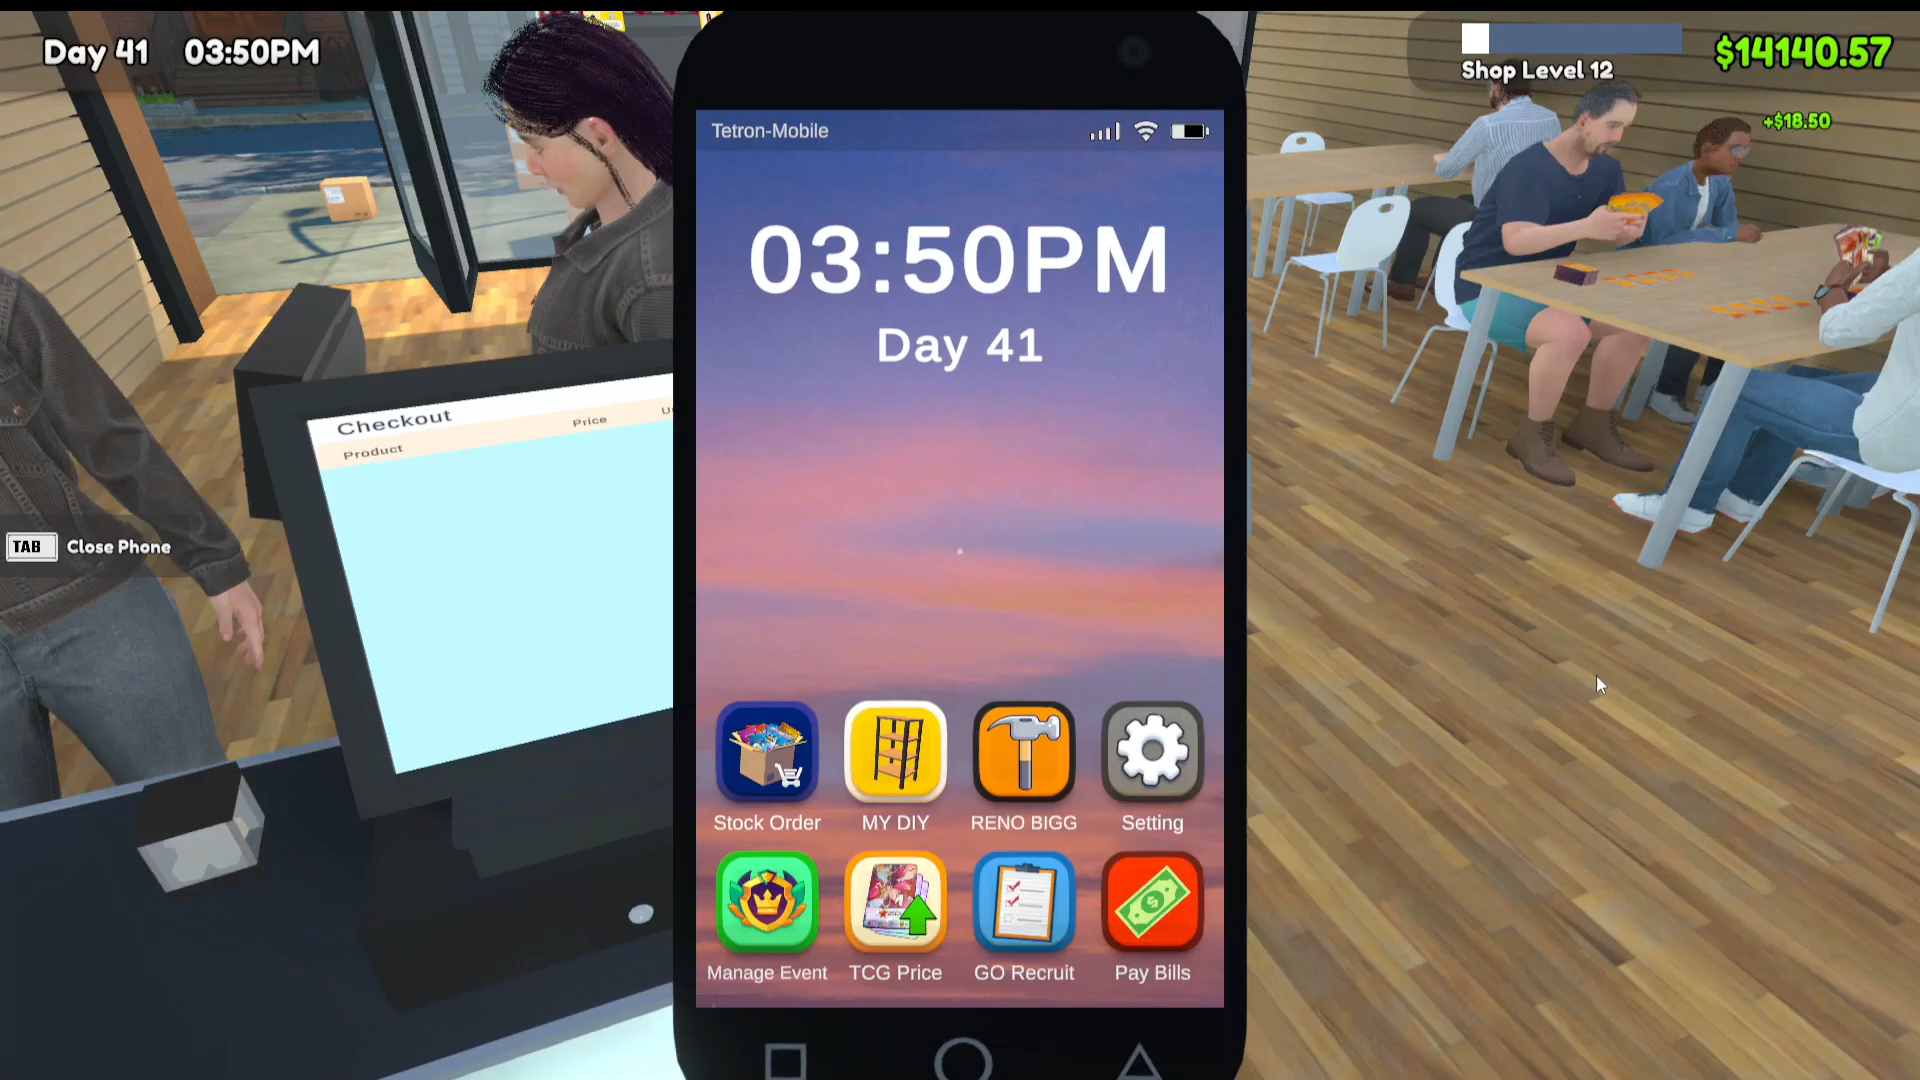 Day 41 03:50PM
Shop Level 12
$14140.57
+$18.50
Tetron-Mobile
03:50PM
Day 41
Checkout
Product Price
TAB Close Phone
Stock Order MY DIY RENO BIGG Setting
Manage Event TCG Price GO Recruit Pay Bills